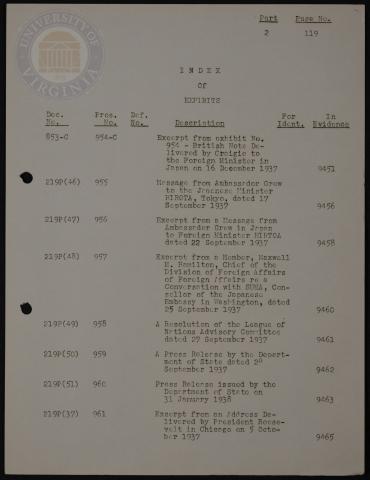 UNIVERSITY OF VIRGINIA
Part Page No.
2 119
INDEX
Of
EXHIBITS
Doc. No. Pros. No. Def. No. Description For Ident. In Evidence
853-C 954-C Excerpt from exhibit No.
954 - British Note De-
livered by Craigie to
the Foreign Minister in
Japan on 16 December 1937 9451
219P(46) 955 Message from Ambassador Grew
to the Japanese Minister
HIROTA, Tokyo, dated 17
September 1937 9456
219P(47) 956 Excerpt from a Message from
Ambassador Grew in Japan
to Foreign Minister HIROTA
dated 22 September 1937 9458
219P(48) 957 Excerpt from a Member, Maxwell
M. Hamilton, Chief of the
Division of Foreign Affairs
of Foreign Affairs re a
Conversation with SUMA, Coun-
sellor of the Japanese
Embassy in Washington, dated
25 September 1937 9460
219P(49) 958 A Resolution of the League of
Nations Advisory Committee
dated 27 September 1937 9461
219P(50) 959 A Press Release by the Depart-
ment of State dated
September 1937 9462
219P(51) 960 Press Release issued by the
Department of State on
31 January 1938 9463
219P(37) 961 Excerpt from an Address De-
livered by President Roose-
velt in Chicago on 5 Octo-
ber 1937 9465